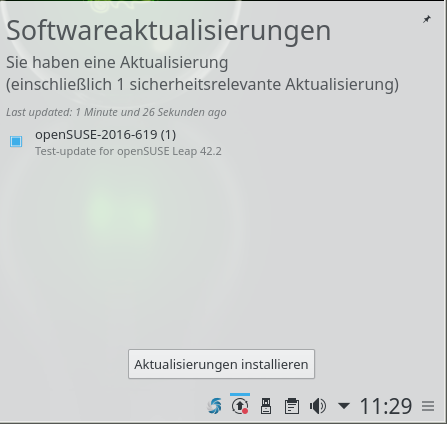 Softwareaktualisierungen
Sie haben eine Aktualisierung
(einschließlich 1 sicherheitsrelevante Aktualisierung)
Last updated: 1 Minute und 26 Sekunden ago
openSUSE-2016-619 (1)
Test-update for openSUSE Leap 42.2
Aktualisierungen installieren
11:29